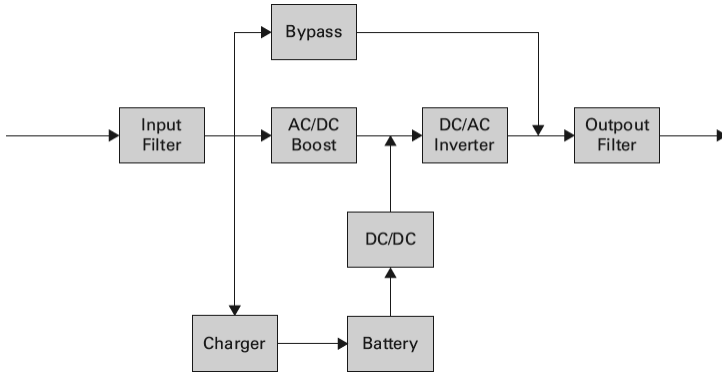 Bypass
Input
Filter
AC/DC
Boost
DC/AC
Inverter
Outpout
Filter
DC/DC
Charger
Battery